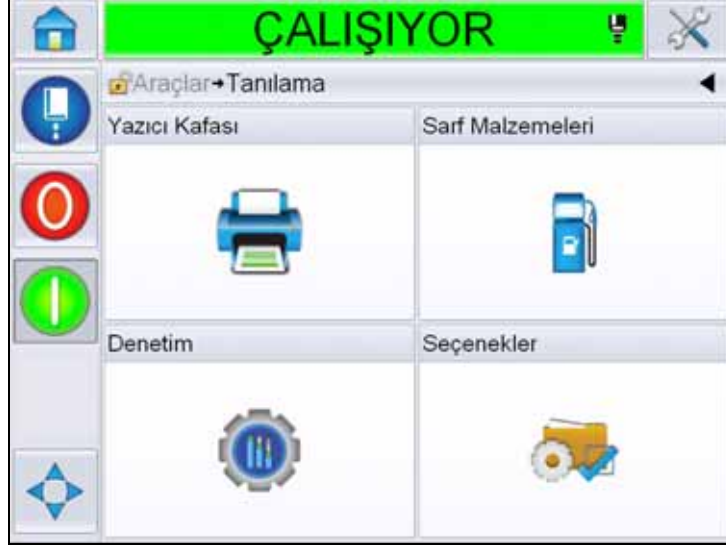 ÇALIŞIYOR
Araçlar→Tanılama
Yazıcı Kafası
Sarf Malzemeleri
Denetim
Seçenekler